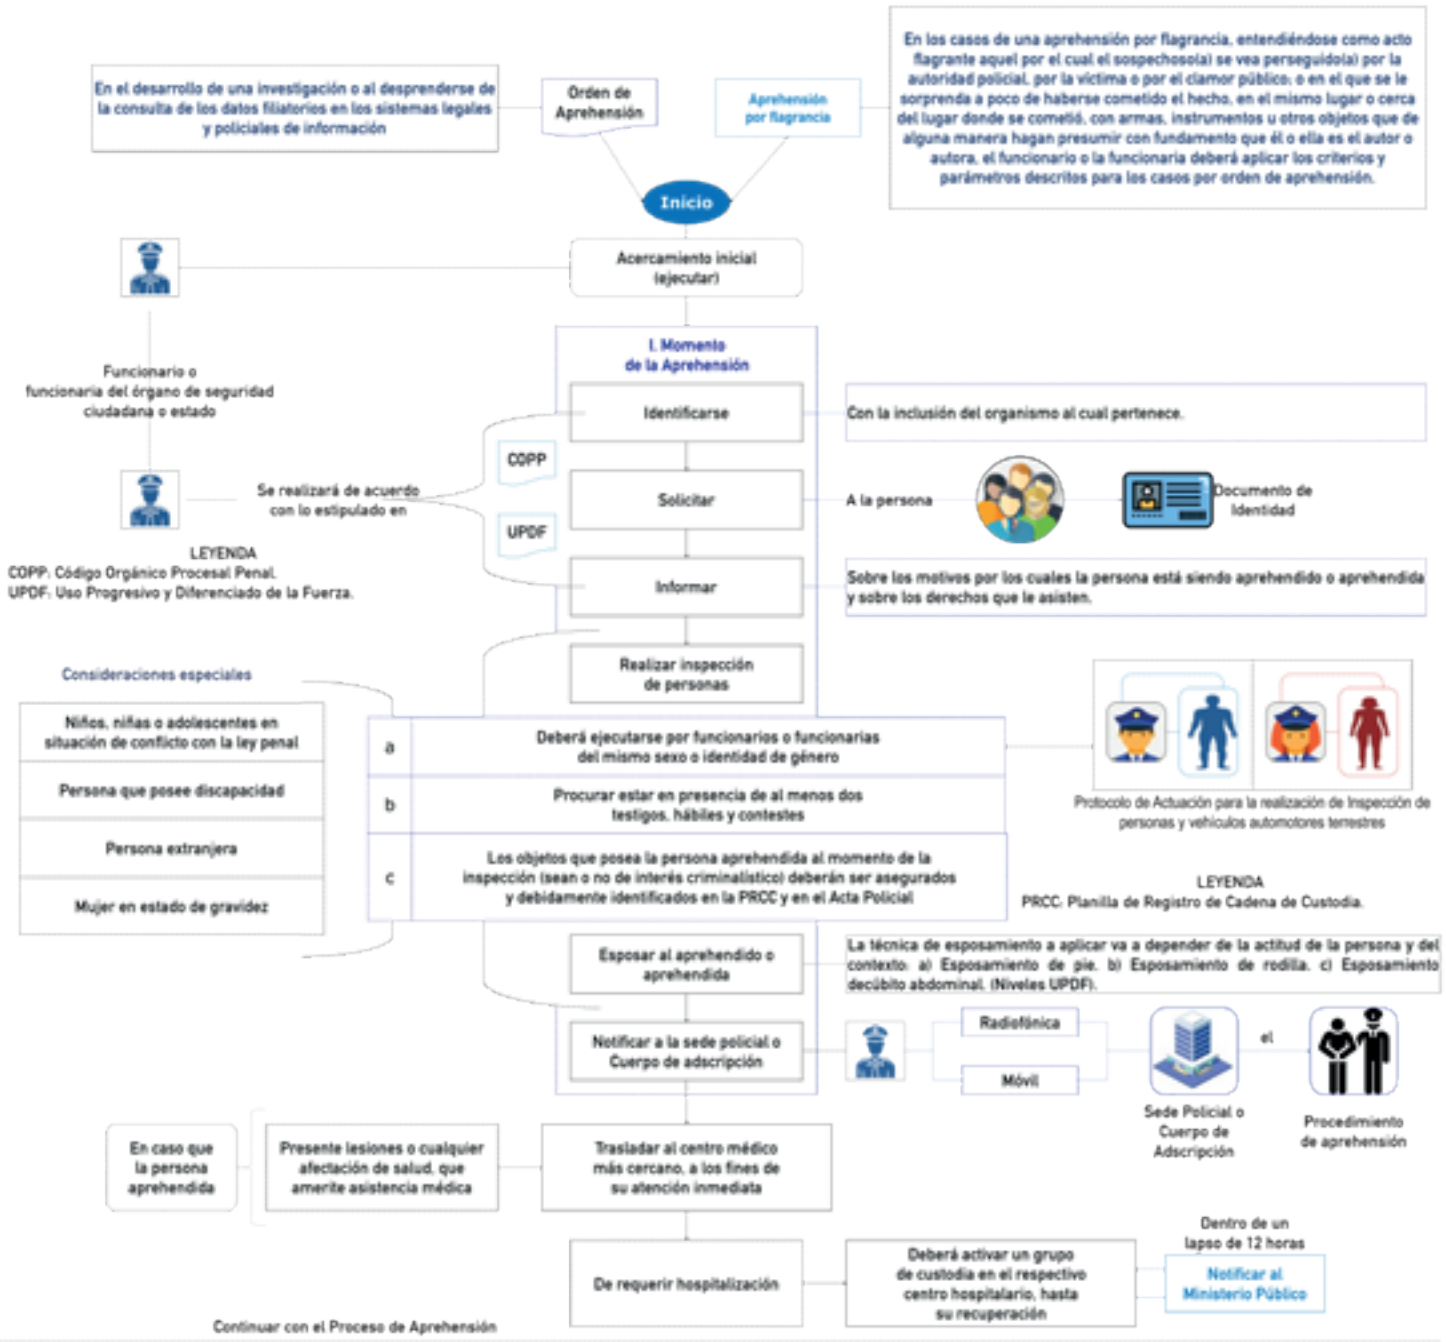 En el desarrollo de una investigación o al desprenderse de
la consulta de los datos filiatorios en los sistemas legales
y policiales de información
Orden de
Aprehensión
Aprehensión
por flagrancia
En los casos de una aprehensión por flagrancia, entendiéndose como acto
flagrante aquel por el cual el sospechoso(a) se vea perseguido(a) por la
autoridad policial, por la víctima o por el clamor público; o en el que se le
sorprenda a poco de haberse cometido el hecho, en el mismo lugar o cerca
del lugar donde se cometió, con armas, instrumentos u otros objetos que de
alguna manera hagan presumir con fundamento que él o ella es el autor o
autora, el funcionario o la funcionaria deberá aplicar los criterios y
parámetros descritos para los casos por orden de aprehensión.
Inicio
Acercamiento inicial
(ejecutar)
Funcionario o
funcionaria del órgano de seguridad
ciudadana o estado
I. Momento
de la Aprehensión
Identificarse
Con la inclusión del organismo al cual pertenece.
COPP
Se realizará de acuerdo
con lo estipulado en
Solicitar
A la persona
Documento de
Identidad
UPDF
LEYENDA
COPP: Código Orgánico Procesal Penal.
UPDF: Uso Progresivo y Diferenciado de la Fuerza.
Informar
Sobre los motivos por los cuales la persona está siendo aprehendido o aprehendida
y sobre los derechos que le asisten.
Realizar inspección
de personas
Consideraciones especiales
Niños, niñas o adolescentes en
situación de conflicto con la ley penal
Persona que posee discapacidad
Persona extranjera
Mujer en estado de gravidez
a
Deberá ejecutarse por funcionarios o funcionarias
del mismo sexo o identidad de género
b
Procurar estar en presencia de al menos dos
testigos, hábiles y contestes
c
Los objetos que posea la persona aprehendida al momento de la
inspección (sean o no de interés criminalístico) deberán ser asegurados
y debidamente identificados en la PRCC y en el Acta Policial
Protocolo de Actuación para la realización de Inspección de
personas y vehículos automotores terrestres
LEYENDA
PRCC: Planilla de Registro de Cadena de Custodia.
Esposar al aprehendido o
aprehendida
La técnica de esposamiento a aplicar va a depender de la actitud de la persona y del
contexto: a) Esposamiento de pie. b) Esposamiento de rodilla. c) Esposamiento
decúbito abdominal. (Niveles UPDF).
Notificar a la sede policial o
Cuerpo de adscripción
Radiofónica
Móvil
Sede Policial o
Cuerpo de
Adscripción
el
Procedimiento
de aprehensión
En caso que
la persona
aprehendida
Presente lesiones o cualquier
afectación de salud, que
amerite asistencia médica
Trasladar al centro médico
más cercano, a los fines de
su atención inmediata
De requerir hospitalización
Deberá activar un grupo
de custodia en el respectivo
centro hospitalario, hasta
su recuperación
Dentro de un
lapso de 12 horas
Notificar al
Ministerio Público
Continuar con el Proceso de Aprehensión